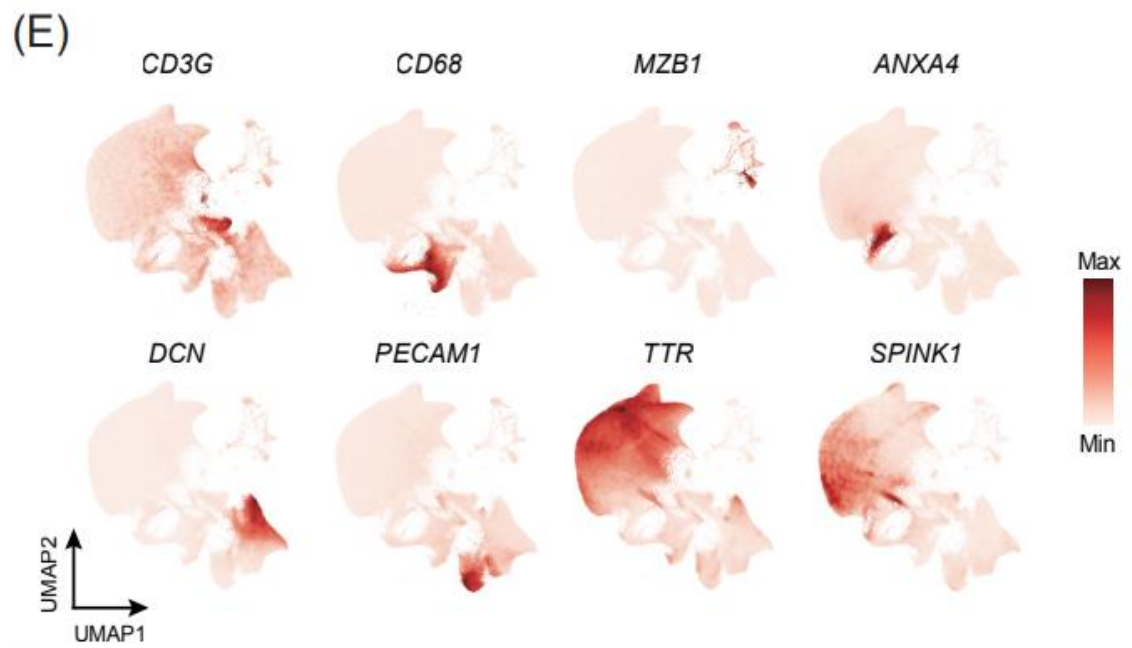 (E)
CD3G CD68 MZB1 ANXA4
Max
Min
DCN PECAM1 TTR SPINK1
UMAP2
UMAP1